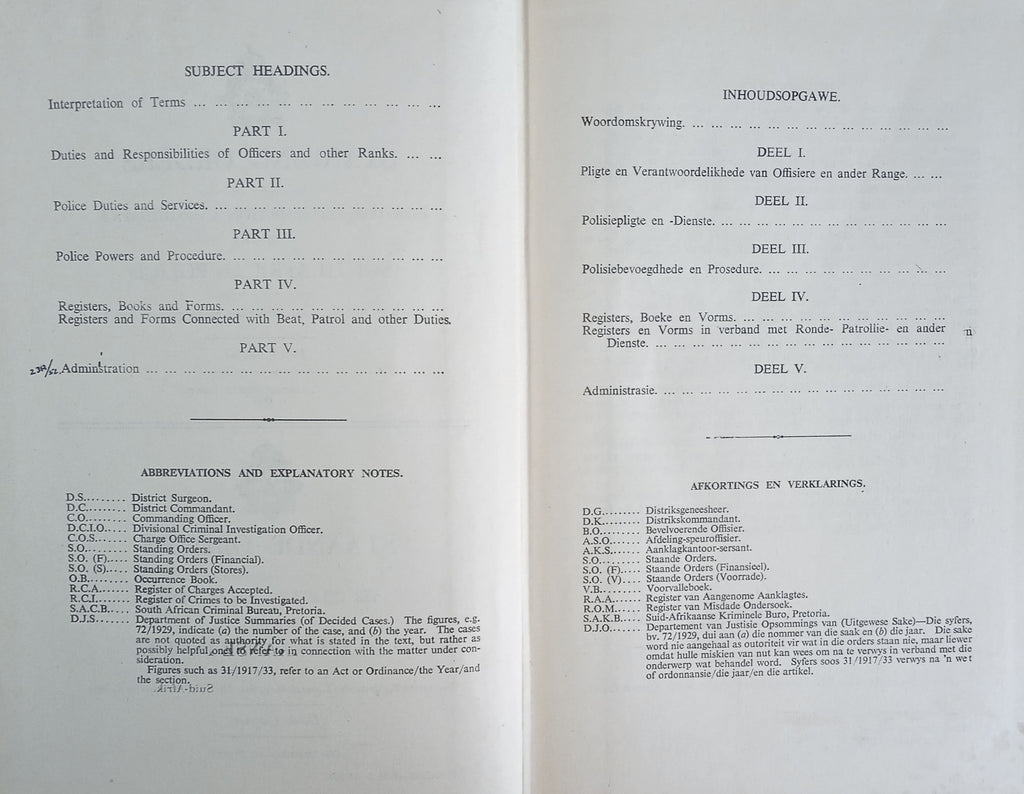 SUBJECT HEADINGS.
Interpretation of Terms ... ... ... ... ... ... ... ... ... ... ... ...
PART I.
Duties and Responsibilities of Officers and other Ranks. ... ...
PART II.
Police Duties and Services. ... ... ... ... ... ... ... ... ... ... ...
PART III.
Police Powers and Procedure. ... ... ... ... ... ... ... ... ... ...
PART IV.
Registers, Books and Forms. ... ... ... ... ... ... ... ... ... ...
Registers and Forms Connected with Beat, Patrol and other Duties.
PART V.
Administration ... ... ... ... ... ... ... ... ... ... ... ... ... ...
ABBREVIATIONS AND EXPLANATORY NOTES.
D.S......... District Surgeon.
D.C......... District Commandant.
C.O......... Commanding Officer.
D.C.I.O..... Divisional Criminal Investigation Officer.
C.O.S....... Charge Office Sergeant.
S.O......... Standing Orders.
S.O. (F)..... Standing Orders (Financial).
S.O. (S)..... Standing Orders (Stores).
O.B......... Occurrence Book.
R.C.A....... Register of Charges Accepted.
R.C.I....... Register of Crimes to be Investigated.
S.A.C.B..... South African Criminal Bureau, Pretoria.
D.J.S....... Department of Justice Summaries (of Decided Cases.) The figures, e.g.
72/1929, indicate (a) the number of the case, and (b) the year. The cases
are not quoted as authority for what is stated in the text, but rather as
possibly helpful ones to refer to in connection with the matter under con-
sideration.
Figures such as 31/1917/33, refer to an Act or Ordinance/the Year/and
the section.
INHOUDSOPGAWE.
Woordomskrywing. ... ... ... ... ... ... ... ... ... ... ... ... ...
DEEL I.
Pligte en Verantwoordelikhede van Offisiere en ander Range. ... ...
DEEL II.
Polisiepligte en -Dienste. ... ... ... ... ... ... ... ... ... ... ...
DEEL III.
Polisiebevoegdhede en Prosedure. ... ... ... ... ... ... ... ... ...
DEEL IV.
Registers, Boeke en Vorms. ... ... ... ... ... ... ... ... ... ...
Registers en Vorms in verband met Ronde- Patrollie- en ander
Dienste. ... ... ... ... ... ... ... ... ... ... ... ... ... ...
DEEL V.
Administrasie. ... ... ... ... ... ... ... ... ... ... ... ... ... ...
AFKORTINGS EN VERKLARINGS.
D.G......... Distriksgeneesheer.
D.K......... Distrikskommandant.
B.O......... Bevelvoerende Offisier.
A.S.O....... Afdeling-speuroffisier.
A.K.S....... Aanklagkantoor-sersant.
S.O......... Staande Orders.
S.O. (F)..... Staande Orders (Finansieel).
S.O. (V)..... Staande Orders (Voorrade).
V.B......... Voorvalleboek.
R.A.A....... Register van Aangenome Aanklagtes.
R.O.M....... Register van Misdade Ondersoek.
S.A.K.B..... Suid-Afrikaanse Kriminele Buro, Pretoria.
D.J.O....... Departement van Justisie Opsommings van (Uitgewese Sake)—Die syfers,
bv. 72/1929, dui aan (a) die nommer van die saak en (b) die jaar. Die sake
word nie aangehaal as outoriteit vir wat in die orders staan nie, maar liewer
omdat hulle miskien van nut kan wees om na te verwys in verband met die
onderwerp wat behandel word. Syfers soos 31/1917/33 verwys na 'n wet
of ordonnansie/die jaar/en die artikel.